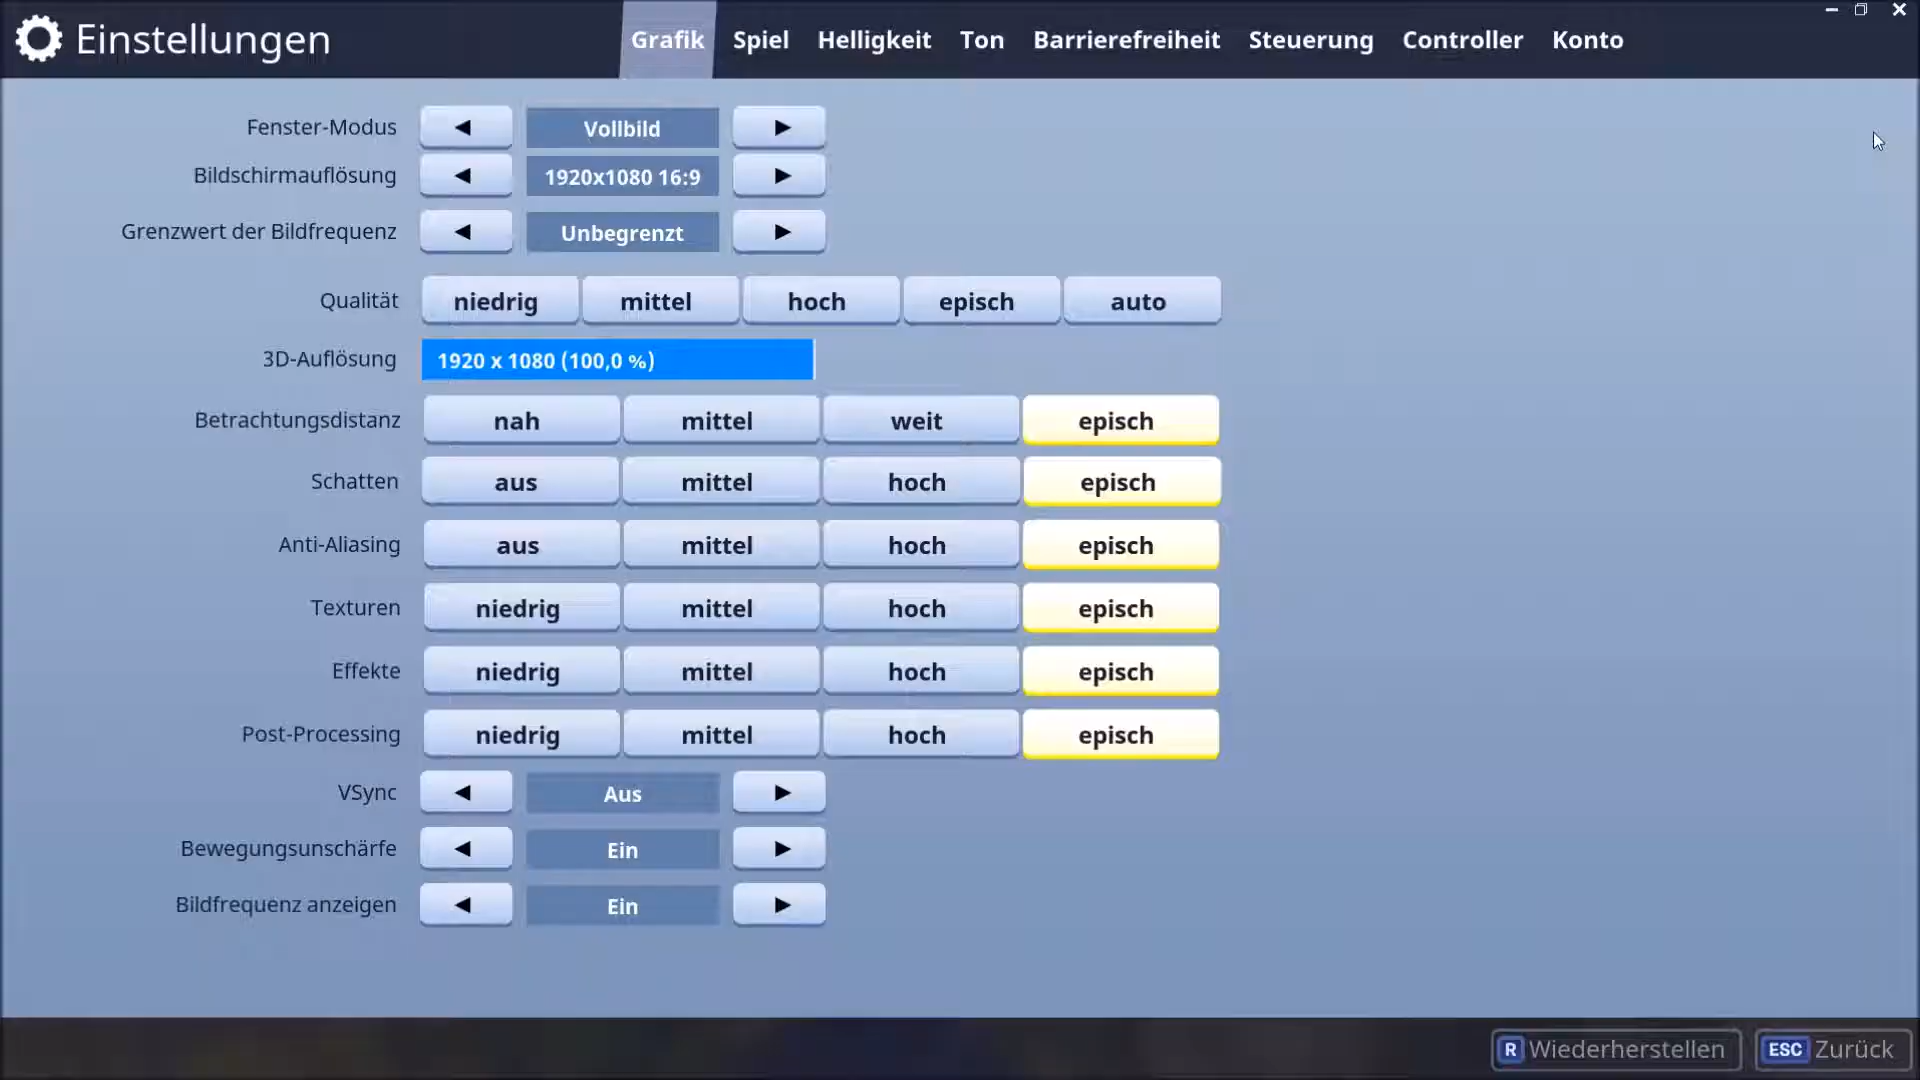 Einstellungen
Grafik Spiel Helligkeit Ton Barrierefreiheit Steuerung Controller Konto
Fenster-Modus Vollbild
Bildschirmauflösung 1920x1080 16:9
Grenzwert der Bildfrequenz Unbegrenzt
Qualität niedrig mittel hoch episch auto
3D-Auflösung 1920 x 1080 (100,0 %)
Betrachtungsdistanz nah mittel weit episch
Schatten aus mittel hoch episch
Anti-Aliasing aus mittel hoch episch
Texturen niedrig mittel hoch episch
Effekte niedrig mittel hoch episch
Post-Processing niedrig mittel hoch episch
VSync Aus
Bewegungsunschärfe Ein
Bildfrequenz anzeigen Ein
R Wiederherstellen ESC Zurück